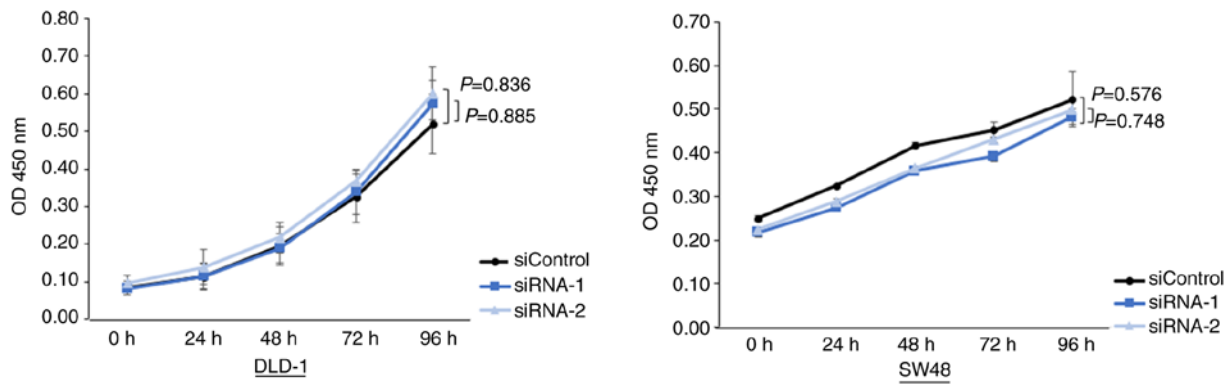 0.80
0.70
0.60
0.50
0.40
0.30
0.20
0.10
0.00
OD 450 nm
P=0.836
P=0.885
siControl
siRNA-1
siRNA-2
0 h 24 h 48 h 72 h 96 h
DLD-1
0.70
0.60
0.50
0.40
0.30
0.20
0.10
0.00
OD 450 nm
P=0.576
P=0.748
siControl
siRNA-1
siRNA-2
0 h 24 h 48 h 72 h 96 h
SW48